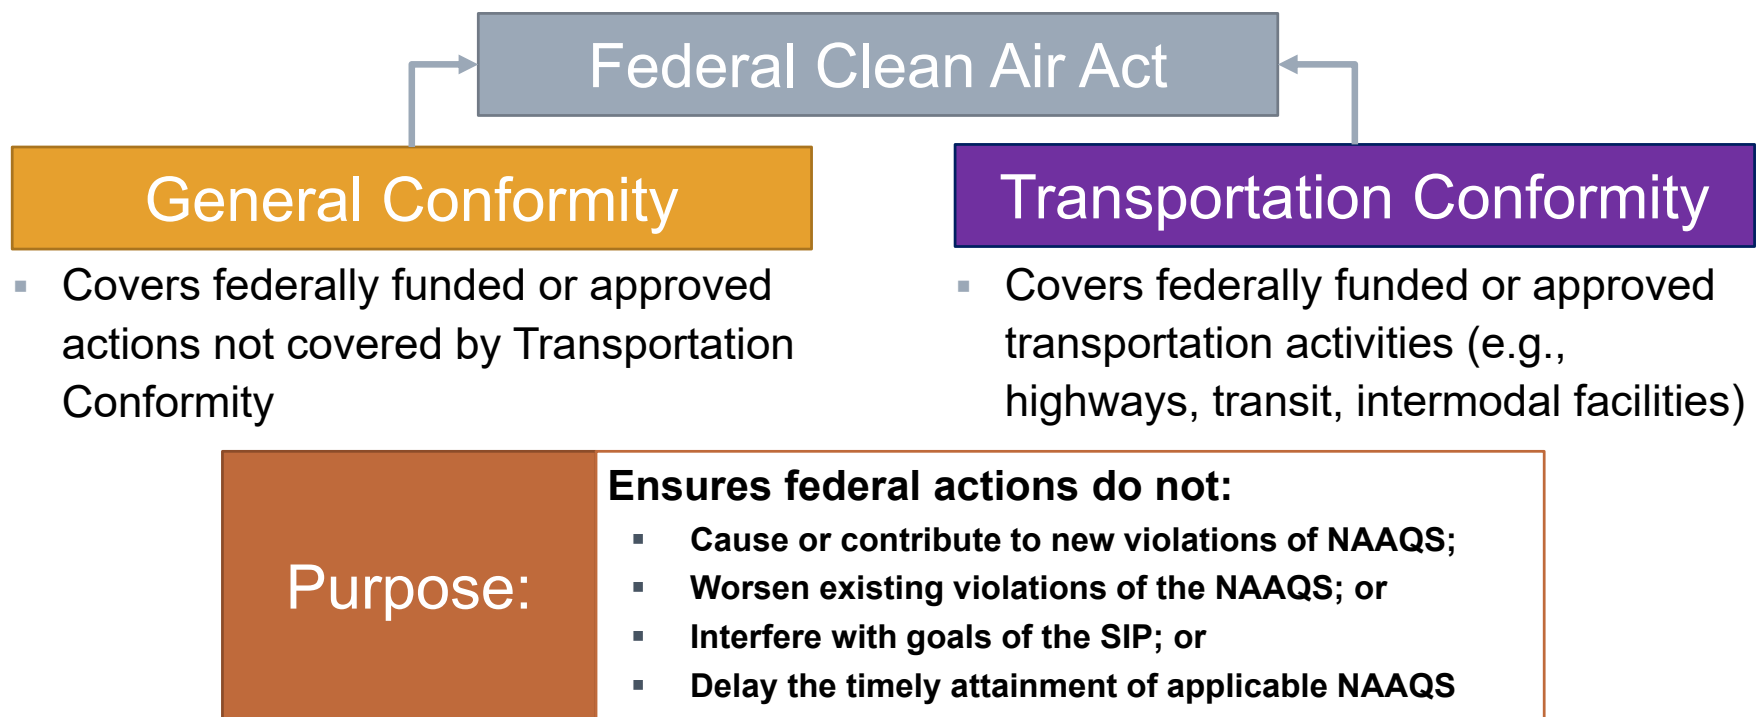 Federal Clean Air Act
General Conformity
▪ Covers federally funded or approved
actions not covered by Transportation
Conformity
Transportation Conformity
▪ Covers federally funded or approved
transportation activities (e.g.,
highways, transit, intermodal facilities)
Purpose:
Ensures federal actions do not:
▪ Cause or contribute to new violations of NAAQS;
▪ Worsen existing violations of the NAAQS; or
▪ Interfere with goals of the SIP; or
▪ Delay the timely attainment of applicable NAAQS